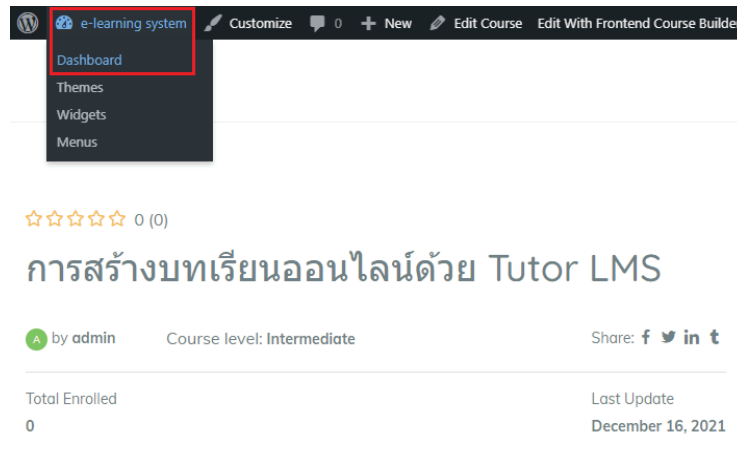 e-learning system Customize 0 New Edit Course Edit With Frontend Course Builde
Dashboard
Themes
Widgets
Menus
0 (0)
การสร้างบทเรียนออนไลน์ด้วย Tutor LMS
A by admin Course level: Intermediate Share: f in t
Total Enrolled Last Update
0 December 16, 2021